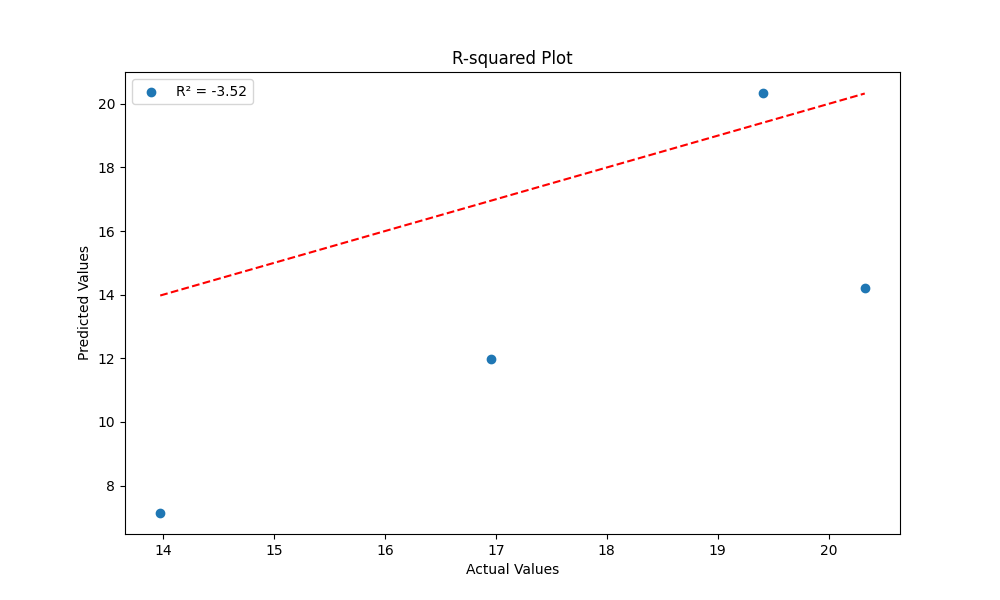 R-squared Plot
R² = -3.52
Predicted Values
20
18
16
14
12
10
8
14 15 16 17 18 19 20
Actual Values